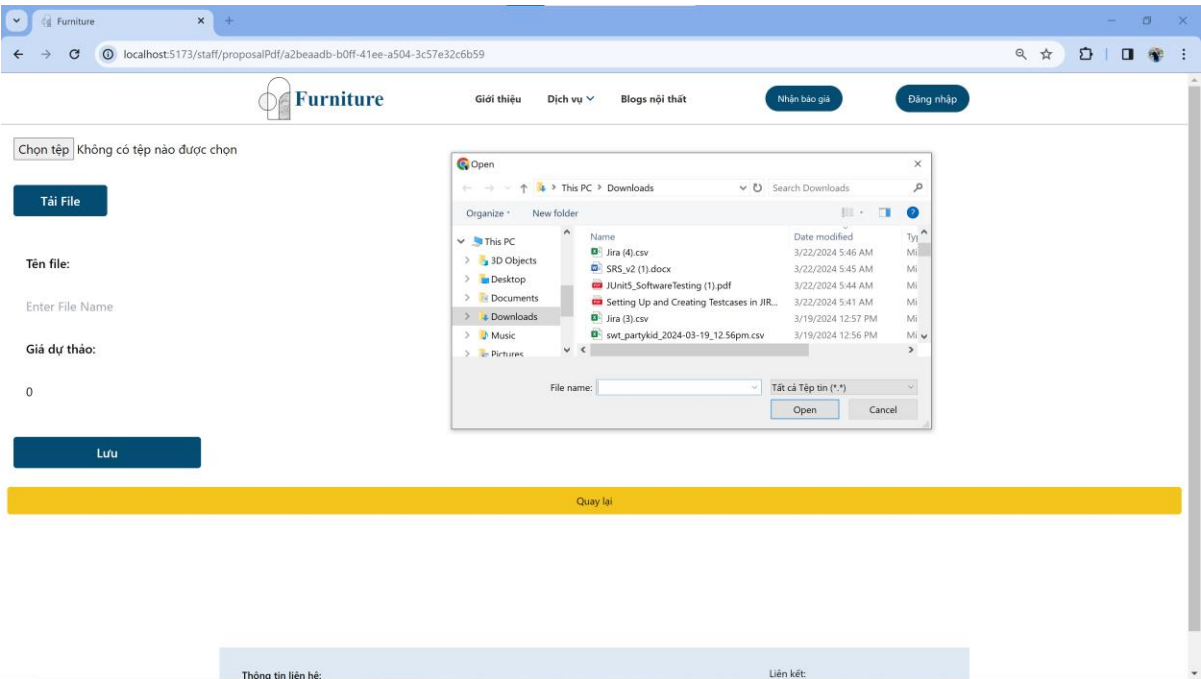 Furniture
localhost:5173/staff/proposalPdf/a2beaadb-b0ff-41ee-a504-3c57e32c6b59
Furniture
Giới thiệu
Dịch vụ
Blogs nội thất
Nhận báo giá
Đăng nhập
Chọn tệp Không có tệp nào được chọn
Tải File
Tên file:
Enter File Name
Giá dự thảo:
0
Lưu
Quay lại
Open
This PC > Downloads
Search Downloads
Organize
New folder
This PC
3D Objects
Desktop
Documents
Downloads
Music
Pictures
Name Date modified
Jira (4).csv 3/22/2024 5:46 AM Mi
SRS_v2 (1).docx 3/22/2024 5:45 AM Mi
JUnit5_SoftwareTesting (1).pdf 3/22/2024 5:44 AM Mi
Setting Up and Creating Testcases in JIR... 3/22/2024 5:41 AM Mi
Jira (3).csv 3/19/2024 12:57 PM Mi
swt_partykid_2024-03-19_12.56pm.csv 3/19/2024 12:56 PM Mi
File name:
Tất cả Tệp tin (*.*)
Open
Cancel
Thông tin liên hệ:
Liên kết: